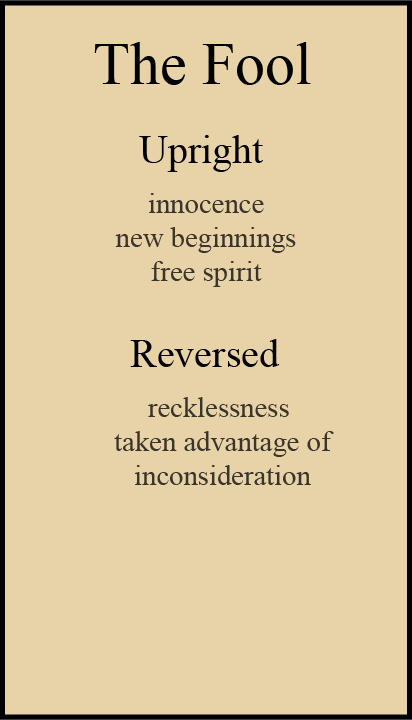 The Fool
Upright
innocence
new beginnings
free spirit
Reversed
recklessness
taken advantage of
inconsideration